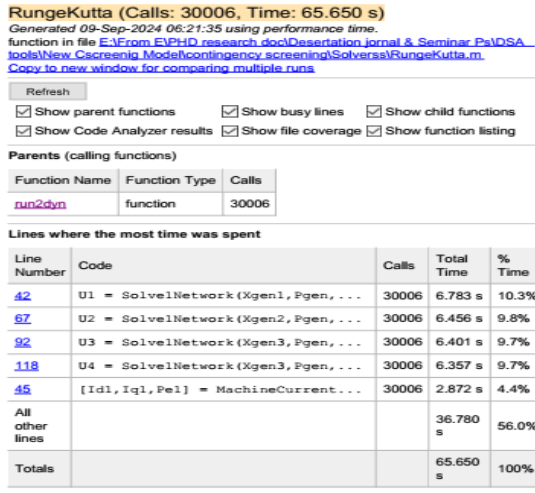 RungeKutta (Calls: 30006, Time: 65.650 s)
Generated 09-Sep-2024 06:21:35 using performance time.
function in file E:\From E\PHD research doc\Desertation jornal & Seminar Ps\DSA
tools\New Cscreenig Model\contingency screening\Solverss\RungeKutta.m
Copy to new window for comparing multiple runs
Refresh
Show parent functions Show busy lines Show child functions
Show Code Analyzer results Show file coverage Show function listing
Parents (calling functions)
Function Name Function Type Calls
run2dyn function 30006
Lines where the most time was spent
Line Number Code Calls Total Time % Time
42 U1 = SolvelNetwork(Xgen1,Pgen,... 30006 6.783 s 10.3%
67 U2 = SolvelNetwork(Xgen2,Pgen,... 30006 6.456 s 9.8%
92 U3 = SolvelNetwork(Xgen3,Pgen,... 30006 6.401 s 9.7%
118 U4 = SolvelNetwork(Xgen3,Pgen,... 30006 6.357 s 9.7%
45 [Id1,Iq1,Pe1] = MachineCurrent... 30006 2.872 s 4.4%
All other lines 36.780 s 56.0%
Totals 65.650 s 100%